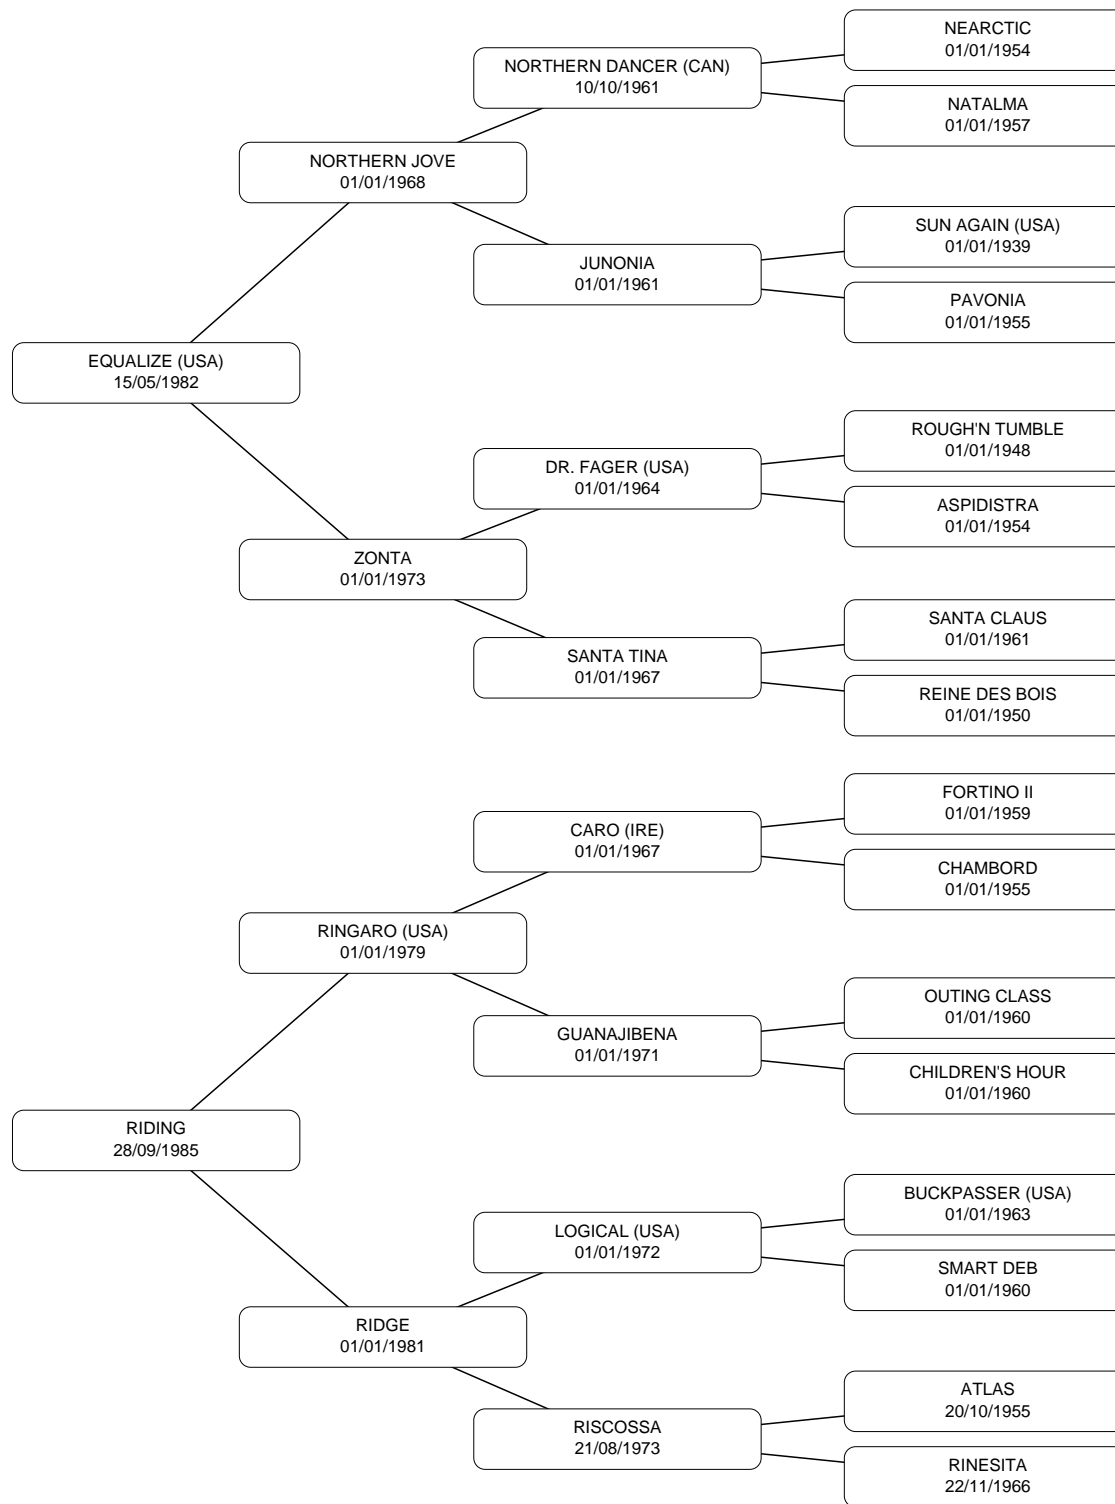 NEARCTIC
01/01/1954
NORTHERN DANCER (CAN)
10/10/1961
NATALMA
01/01/1957
NORTHERN JOVE
01/01/1968
SUN AGAIN (USA)
01/01/1939
JUNONIA
01/01/1961
PAVONIA
01/01/1955
EQUALIZE (USA)
15/05/1982
ROUGH'N TUMBLE
01/01/1948
DR. FAGER (USA)
01/01/1964
ASPIDISTRA
01/01/1954
ZONTA
01/01/1973
SANTA CLAUS
01/01/1961
SANTA TINA
01/01/1967
REINE DES BOIS
01/01/1950
FORTINO II
01/01/1959
CARO (IRE)
01/01/1967
CHAMBORD
01/01/1955
RINGARO (USA)
01/01/1979
OUTING CLASS
01/01/1960
GUANAJIBENA
01/01/1971
CHILDREN'S HOUR
01/01/1960
RIDING
28/09/1985
BUCKPASSER (USA)
01/01/1963
LOGICAL (USA)
01/01/1972
SMART DEB
01/01/1960
RIDGE
01/01/1981
ATLAS
20/10/1955
RISCOSSA
21/08/1973
RINESITA
22/11/1966